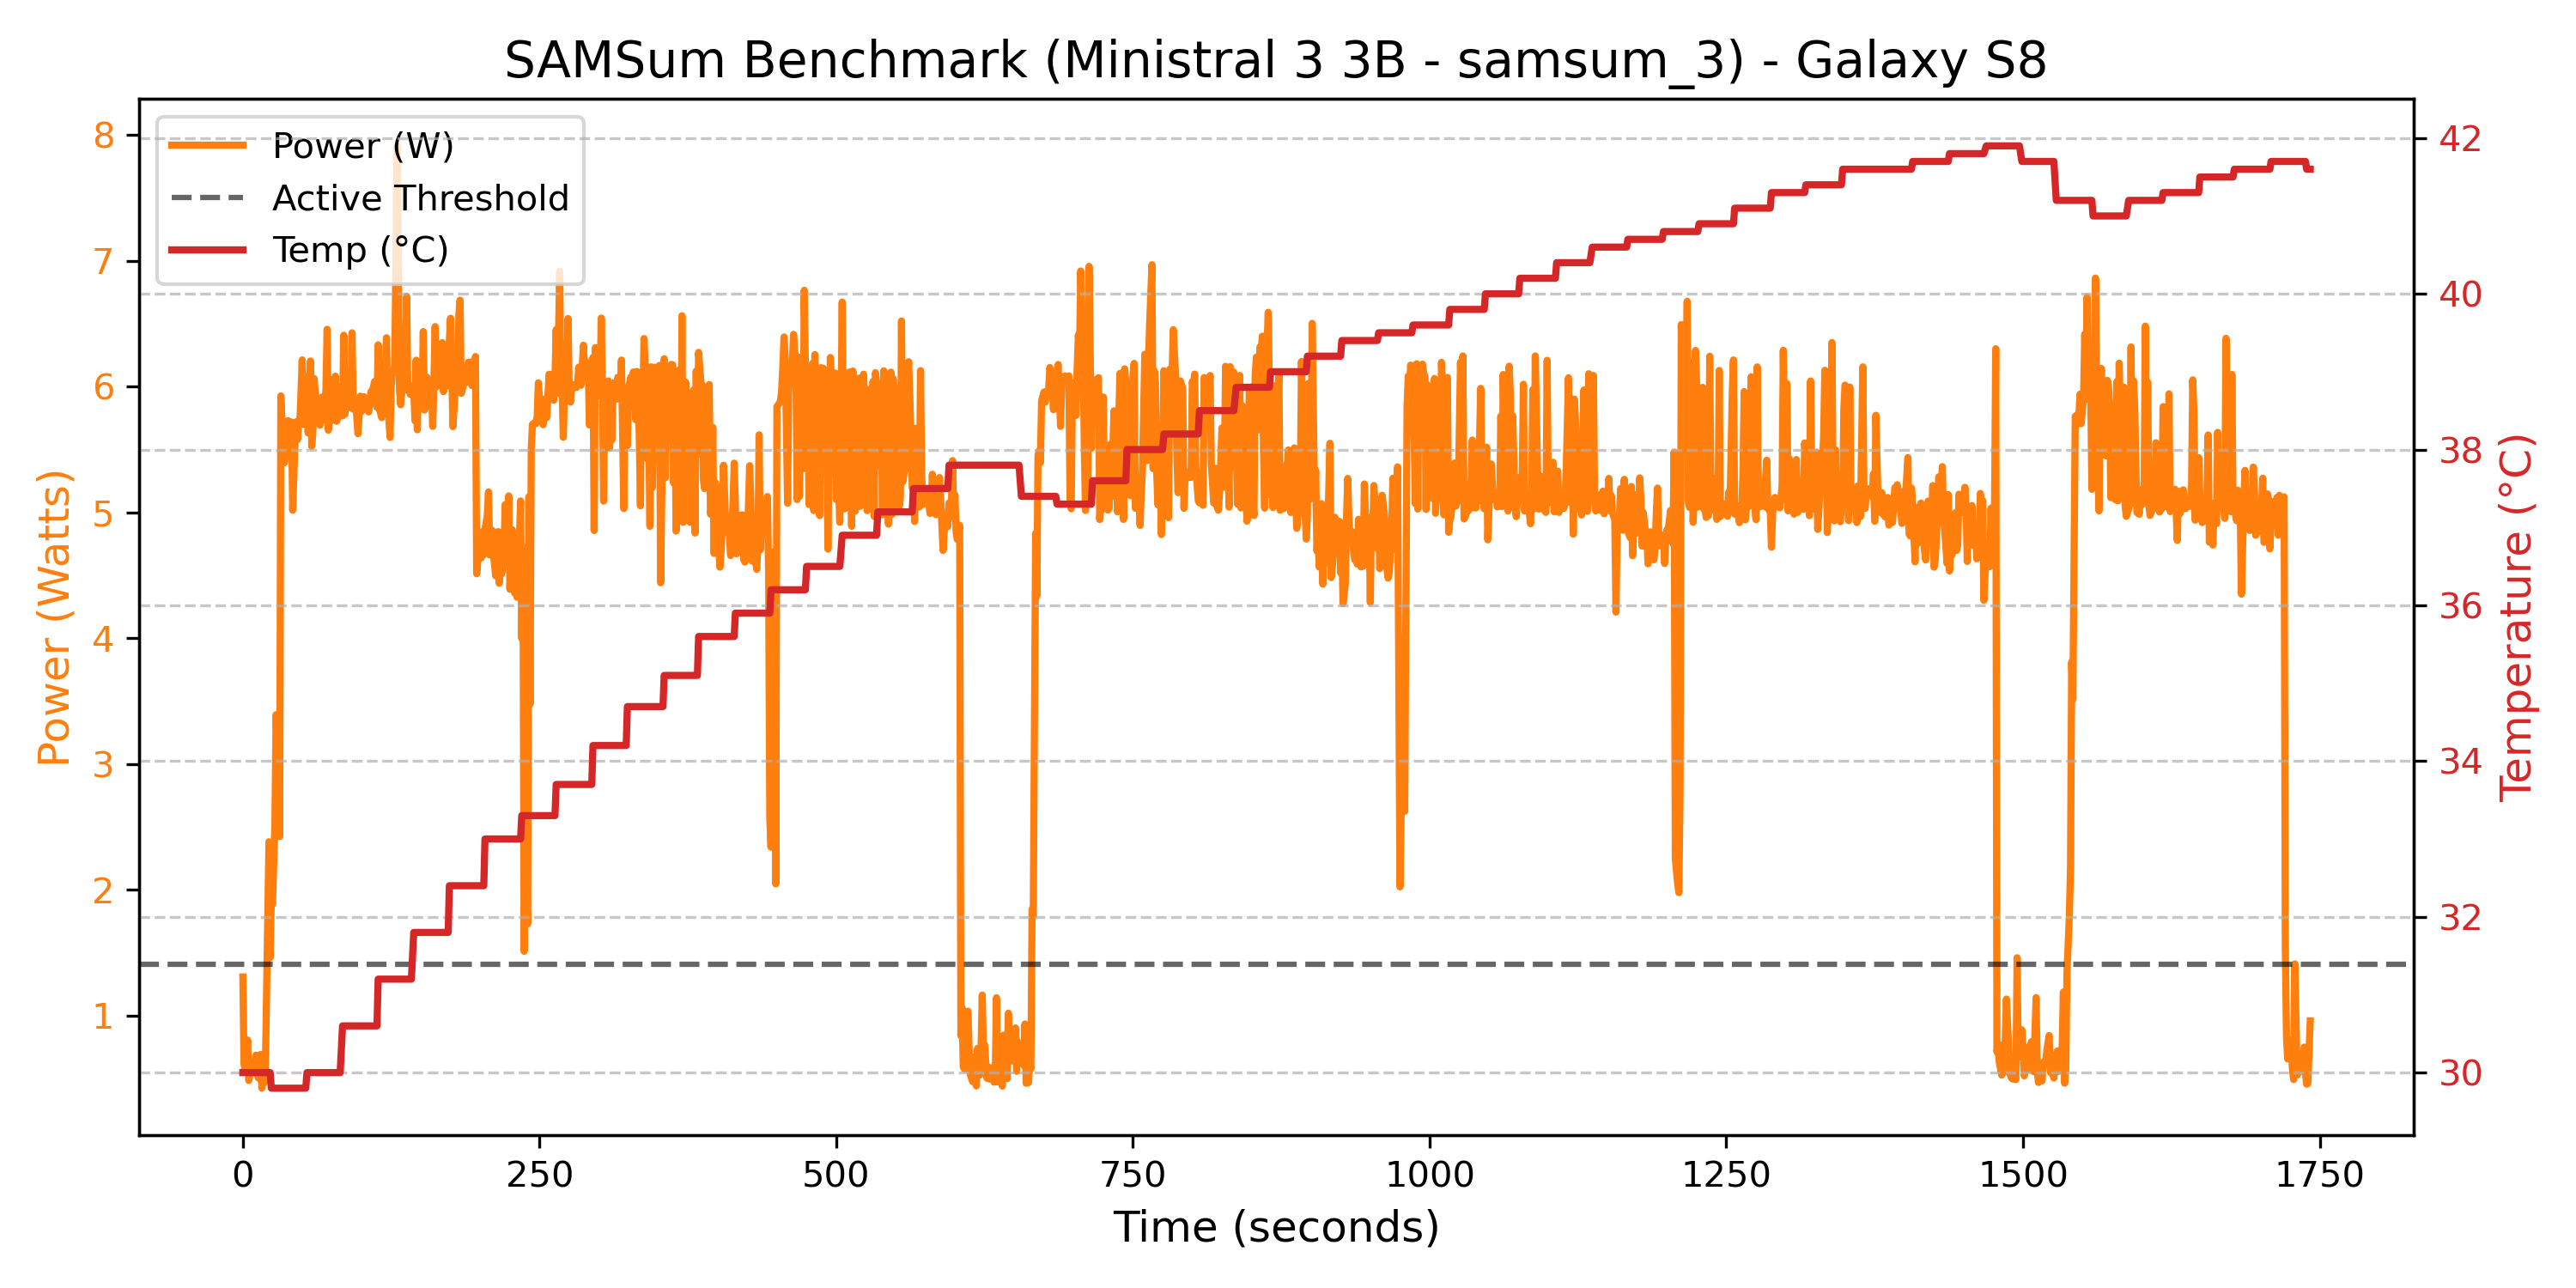 SAMSum Benchmark (Ministral 3 3B - samsum_3) - Galaxy S8
Power (W)
Active Threshold
Temp (°C)
Power (Watts)
8
7
6
5
4
3
2
1
42
40
38
36
34
32
30
Temperature (°C)
0 250 500 750 1000 1250 1500 1750
Time (seconds)